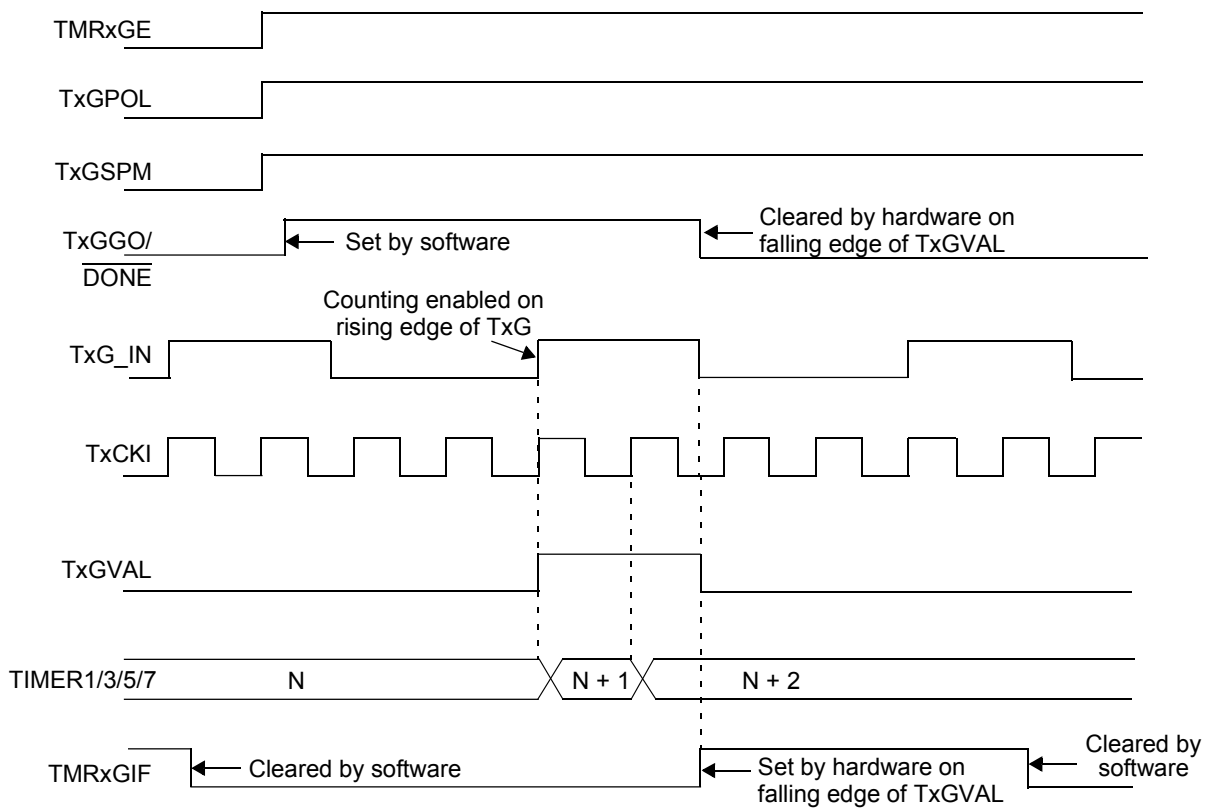 TMRxGE
TxGPOL
TxGSPM
TxGGO/
DONE
Set by software
Cleared by hardware on
falling edge of TxGVAL
Counting enabled on
rising edge of TxG
TxG_IN
TxCKI
TxGVAL
TIMER1/3/5/7
N
N + 1
N + 2
TMRxGIF
Cleared by software
Set by hardware on
falling edge of TxGVAL
Cleared by
software